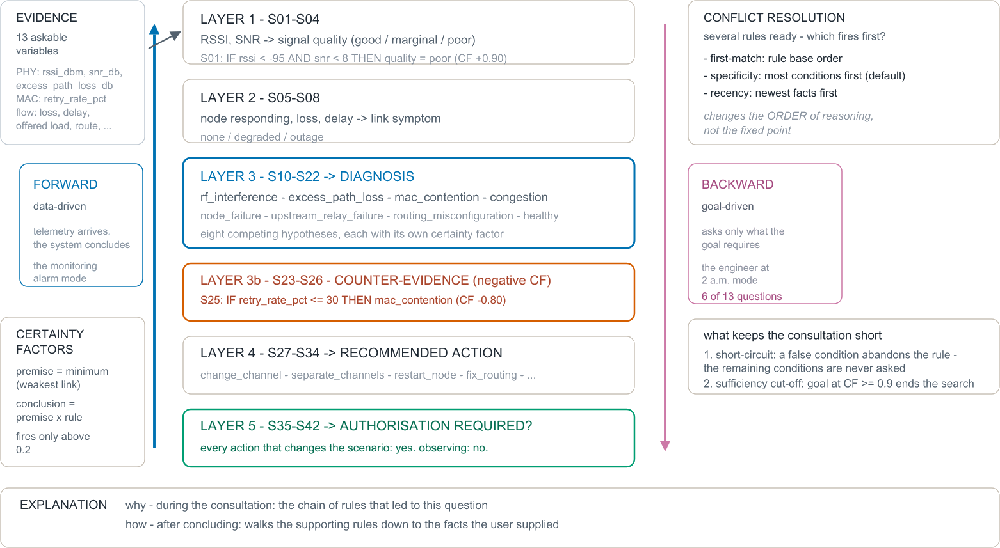 EVIDENCE
13 askable
variables
PHY: rssi_dbm, snr_db,
excess_path_loss_db
MAC: retry_rate_pct
flow: loss, delay,
offered load, route, ...
FORWARD
data-driven
telemetry arrives,
the system concludes
the monitoring
alarm mode
CERTAINTY
FACTORS
premise = minimum
(weakest link)
conclusion =
premise x rule
fires only above
0.2
LAYER 1 - S01-S04
RSSI, SNR -> signal quality (good / marginal / poor)
S01: IF rssi < -95 AND snr < 8 THEN quality = poor (CF +0.90)
LAYER 2 - S05-S08
node responding, loss, delay -> link symptom
none / degraded / outage
LAYER 3 - S10-S22 -> DIAGNOSIS
rf_interference - excess_path_loss - mac_contention - congestion
node_failure - upstream_relay_failure - routing_misconfiguration - healthy
eight competing hypotheses, each with its own certainty factor
LAYER 3b - S23-S26 - COUNTER-EVIDENCE (negative CF)
S25: IF retry_rate_pct <= 30 THEN mac_contention (CF -0.80)
LAYER 4 - S27-S34 -> RECOMMENDED ACTION
change_channel - separate_channels - restart_node - fix_routing - ...
LAYER 5 - S35-S42 -> AUTHORISATION REQUIRED?
every action that changes the scenario: yes. observing: no.
CONFLICT RESOLUTION
several rules ready - which fires first?
- first-match: rule base order
- specificity: most conditions first (default)
- recency: newest facts first
changes the ORDER of reasoning,
not the fixed point
BACKWARD
goal-driven
asks only what the
goal requires
the engineer at
2 a.m. mode
6 of 13 questions
what keeps the consultation short
1. short-circuit: a false condition abandons the rule -
the remaining conditions are never asked
2. sufficiency cut-off: goal at CF >= 0.9 ends the search
EXPLANATION
why - during the consultation: the chain of rules that led to this question
how - after concluding: walks the supporting rules down to the facts the user supplied